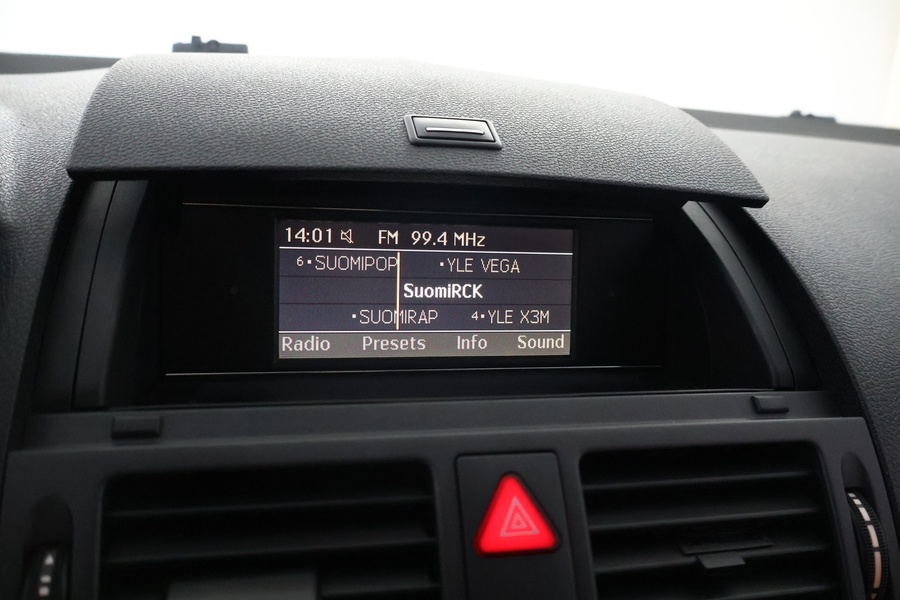 14:01 FM 99.4 MHz
6·SUOMIPOP ·YLE VEGA
SuomiRCK
·SUOMIRAP 4·YLE X3M
Radio Presets Info Sound